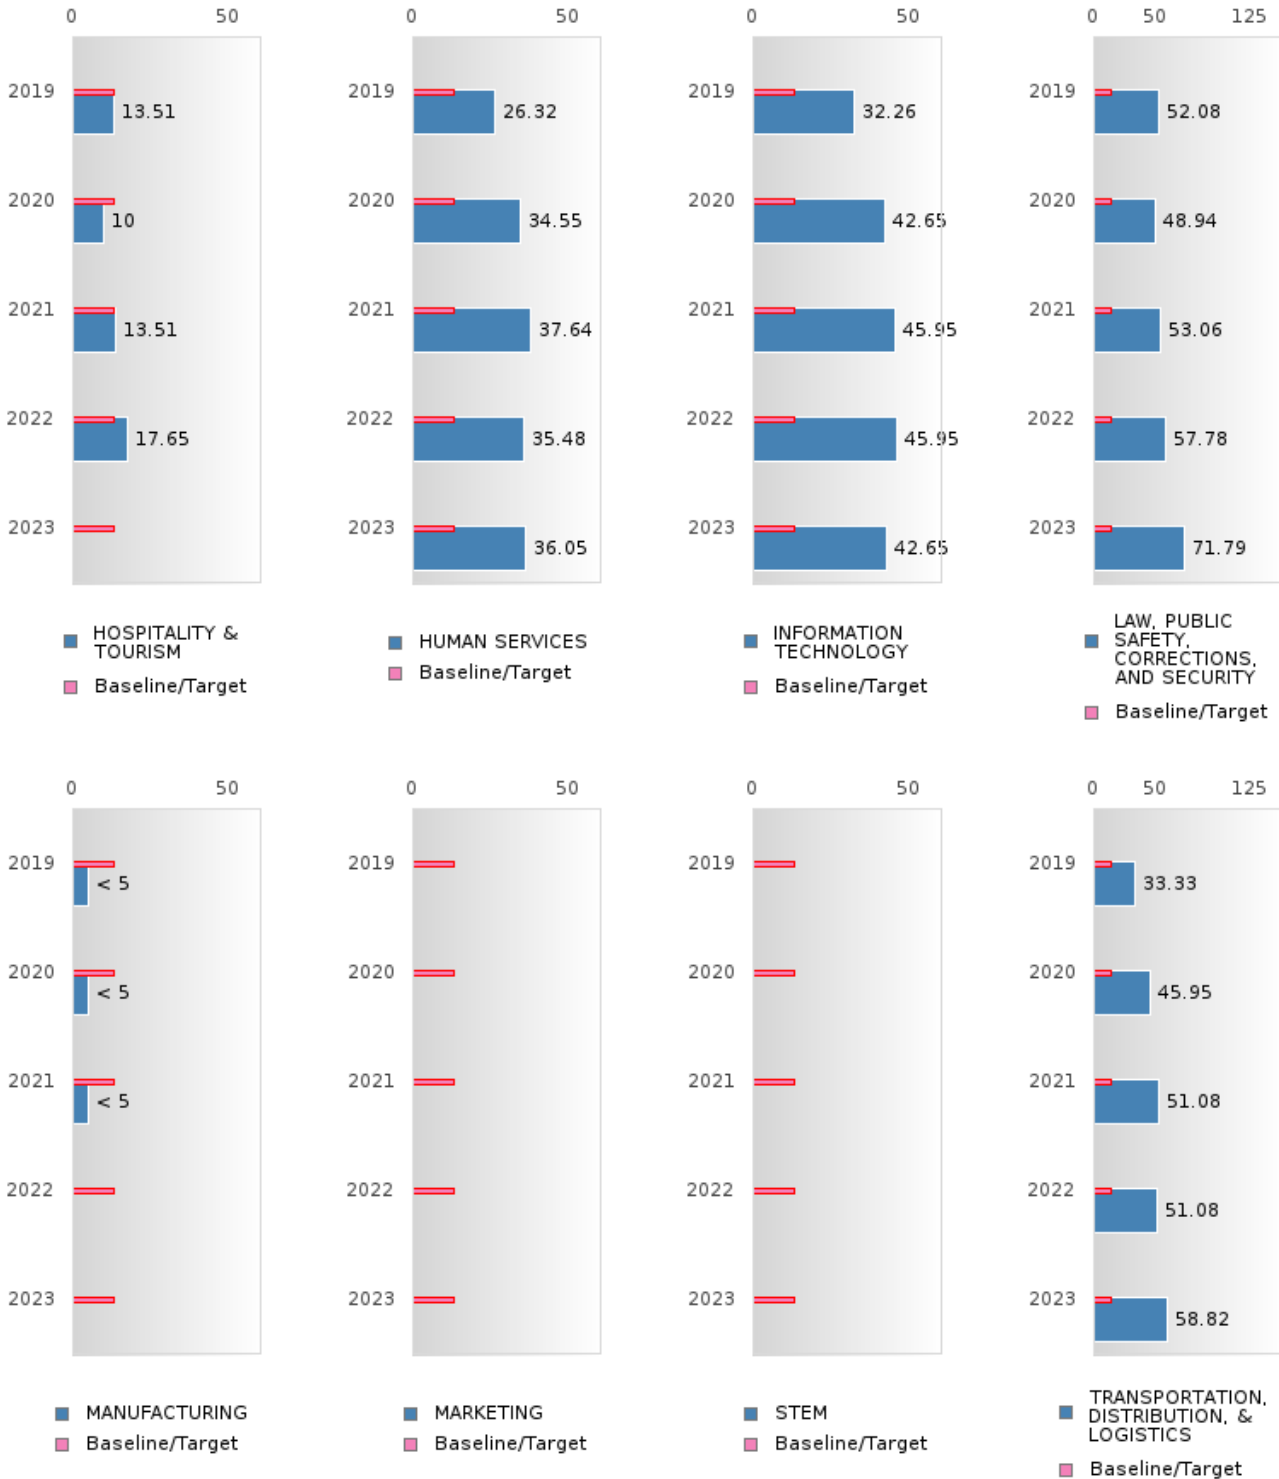 0 50
2019 13.51
2020 10
2021 13.51
2022 17.65
2023
HOSPITALITY &
TOURISM
Baseline/Target
0 50
2019 26.32
2020 34.55
2021 37.64
2022 35.48
2023 36.05
HUMAN SERVICES
Baseline/Target
0 50
2019 32.26
2020 42.65
2021 45.95
2022 45.95
2023 42.65
INFORMATION
TECHNOLOGY
Baseline/Target
0 50 125
2019 52.08
2020 48.94
2021 53.06
2022 57.78
2023 71.79
LAW, PUBLIC
SAFETY,
CORRECTIONS,
AND SECURITY
Baseline/Target
0 50
2019 < 5
2020 < 5
2021 < 5
2022
2023
MANUFACTURING
Baseline/Target
0 50
2019
2020
2021
2022
2023
MARKETING
Baseline/Target
0 50
2019
2020
2021
2022
2023
STEM
Baseline/Target
0 50 125
2019 33.33
2020 45.95
2021 51.08
2022 51.08
2023 58.82
TRANSPORTATION,
DISTRIBUTION, &
LOGISTICS
Baseline/Target